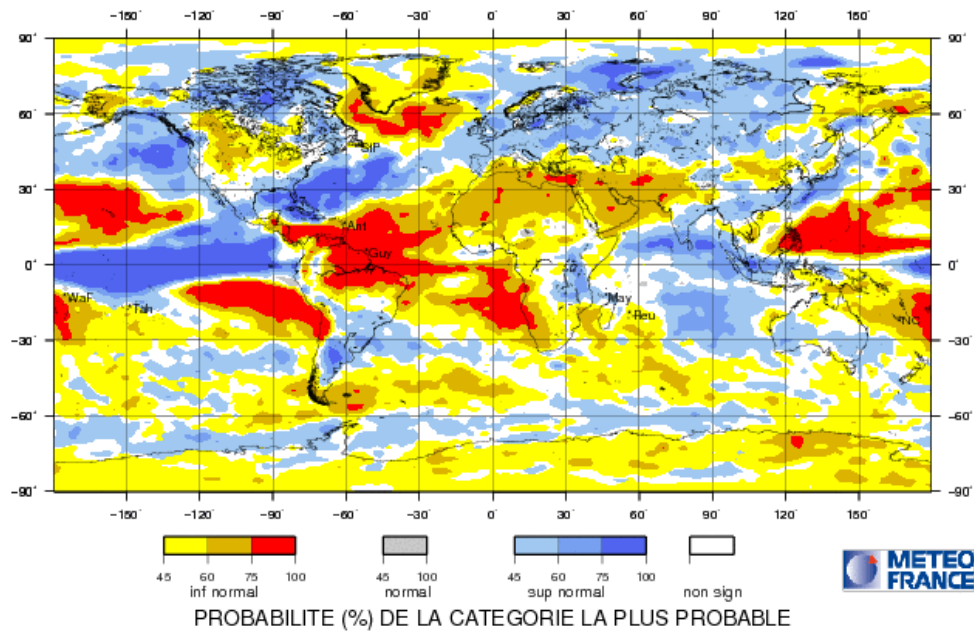 −150° −120° −90° −60° −30° 0° 30° 60° 90° 120° 150°
90° 90°
60° 60°
StP
30° 30°
Ant
Guy
0° 0°
WaF Tah May Reu NC
−30° −30°
−60° −60°
−90° −90°
−150° −120° −90° −60° −30° 0° 30° 60° 90° 120° 150°
45 60 75 100 45 100 45 60 75 100
inf normal normal sup normal non sign
METEO
FRANCE
PROBABILITE (%) DE LA CATEGORIE LA PLUS PROBABLE